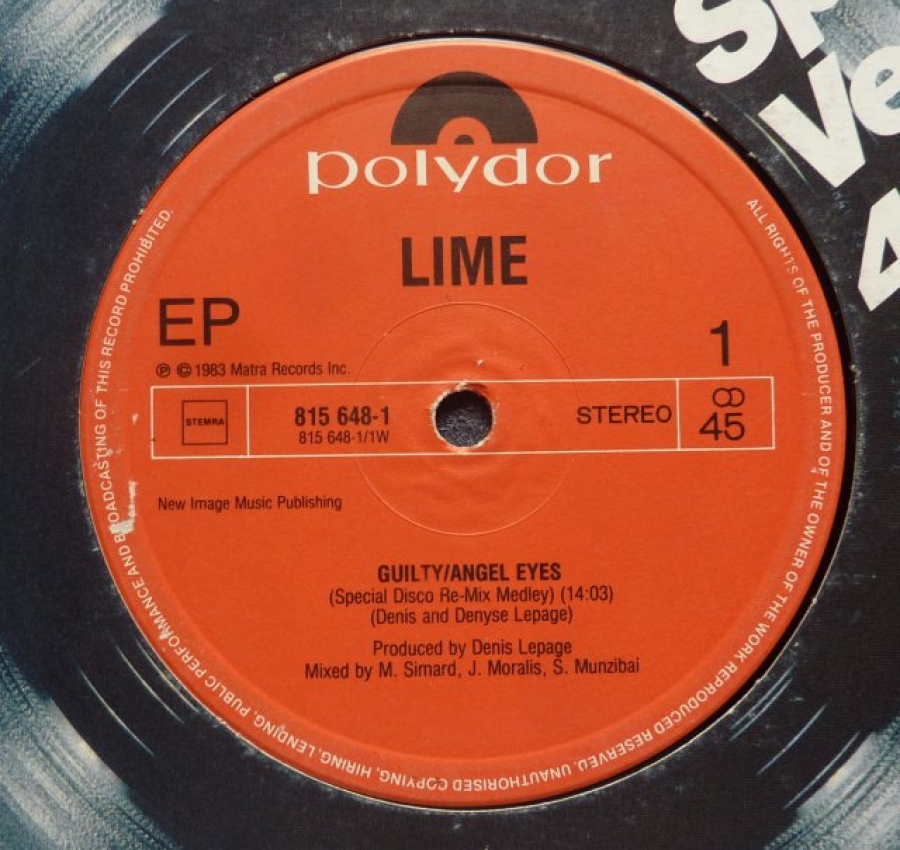 Sp
Ve
4
polydor
LIME
EP
1
℗ © 1983 Matra Records Inc.
STEMRA
815 648-1
815 648-1/1W
STEREO
45
New Image Music Publishing
GUILTY/ANGEL EYES
(Special Disco Re-Mix Medley) (14:03)
(Denis and Denyse Lepage)
Produced by Denis Lepage
Mixed by M. Simard, J. Moralis, S. Munzibai
ALL RIGHTS OF THE PRODUCER AND OF THE OWNER OF THE WORK REPRODUCED RESERVED. UNAUTHORISED COPYING, HIRING, LENDING, PUBLIC PERFORMANCE AND BROADCASTING OF THIS RECORD PROHIBITED.